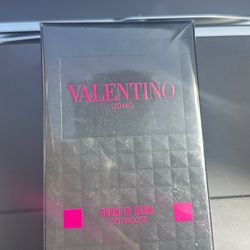 VALENTINO
UOMO
BORN IN ROMA
EXTRADOSE